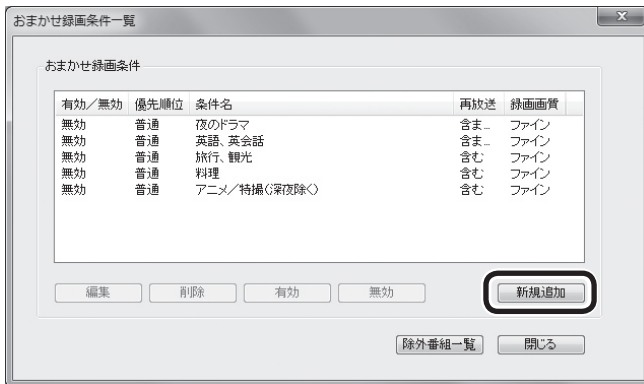 おまかせ録画条件一覧
おまかせ録画条件
有効／無効 優先順位 条件名 再放送 録画画質
無効 普通 夜のドラマ 含ま... ファイン
無効 普通 英語、英会話 含ま... ファイン
無効 普通 旅行、観光 含む ファイン
無効 普通 料理 含む ファイン
無効 普通 アニメ／特撮(深夜除く) 含む ファイン
編集 削除 有効 無効 新規追加
除外番組一覧 閉じる